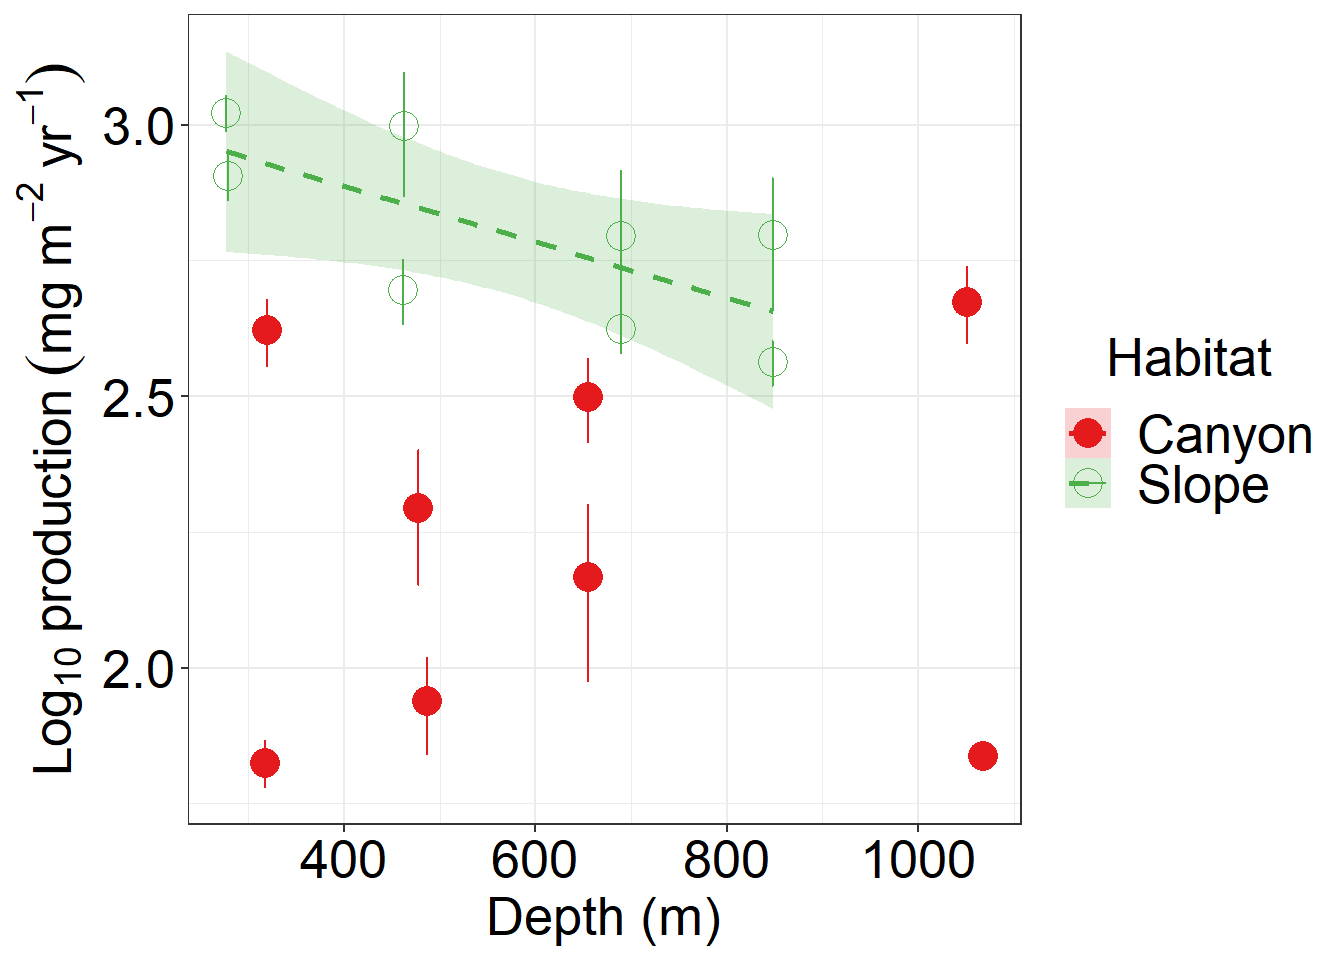 Log₁₀ production (mg m⁻² yr⁻¹)
3.0
2.5
2.0
400 600 800 1000
Depth (m)
Habitat
Canyon
Slope